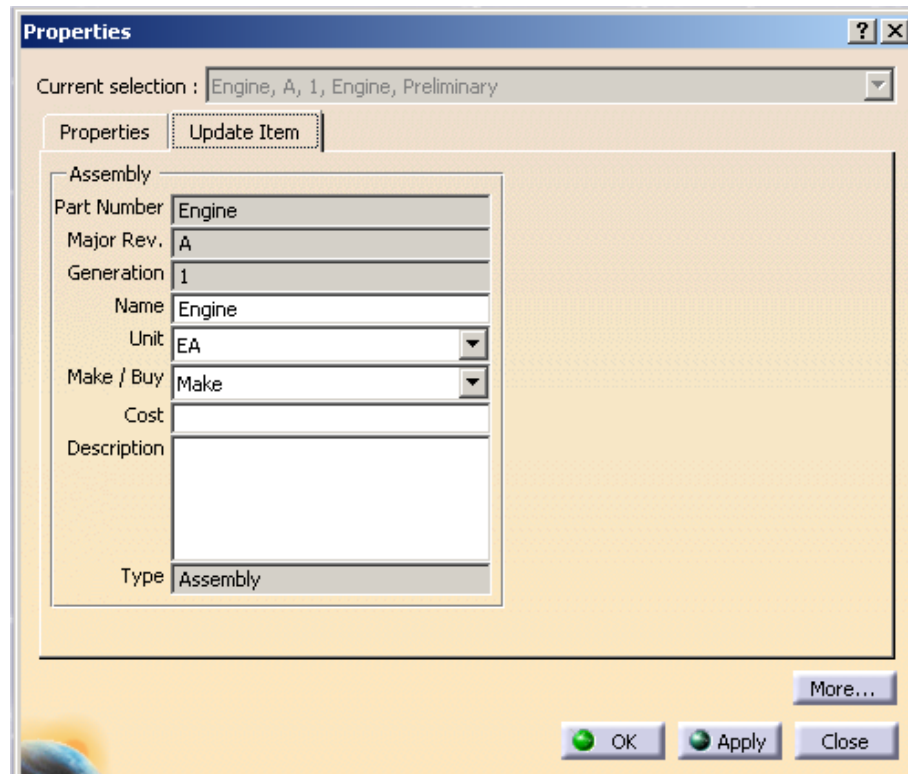 Properties
Current selection : Engine, A, 1, Engine, Preliminary
Properties Update Item
Assembly
Part Number Engine
Major Rev. A
Generation 1
Name Engine
Unit EA
Make / Buy Make
Cost
Description
Type Assembly
More...
OK Apply Close